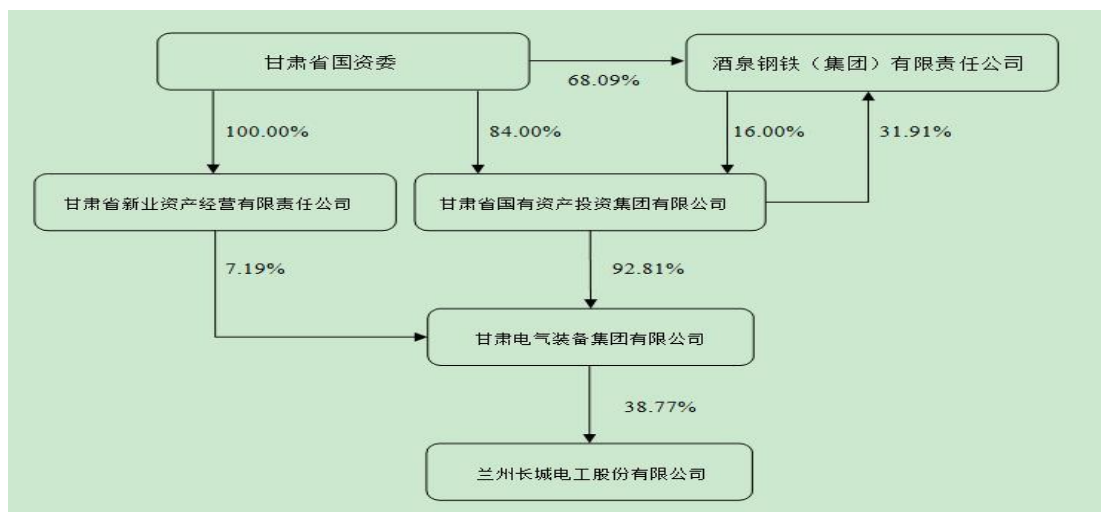 甘肃省国资委
酒泉钢铁（集团）有限责任公司
68.09%
100.00%
84.00%
16.00%
31.91%
甘肃省新业资产经营有限责任公司
甘肃省国有资产投资集团有限公司
7.19%
92.81%
甘肃电气装备集团有限公司
38.77%
兰州长城电工股份有限公司